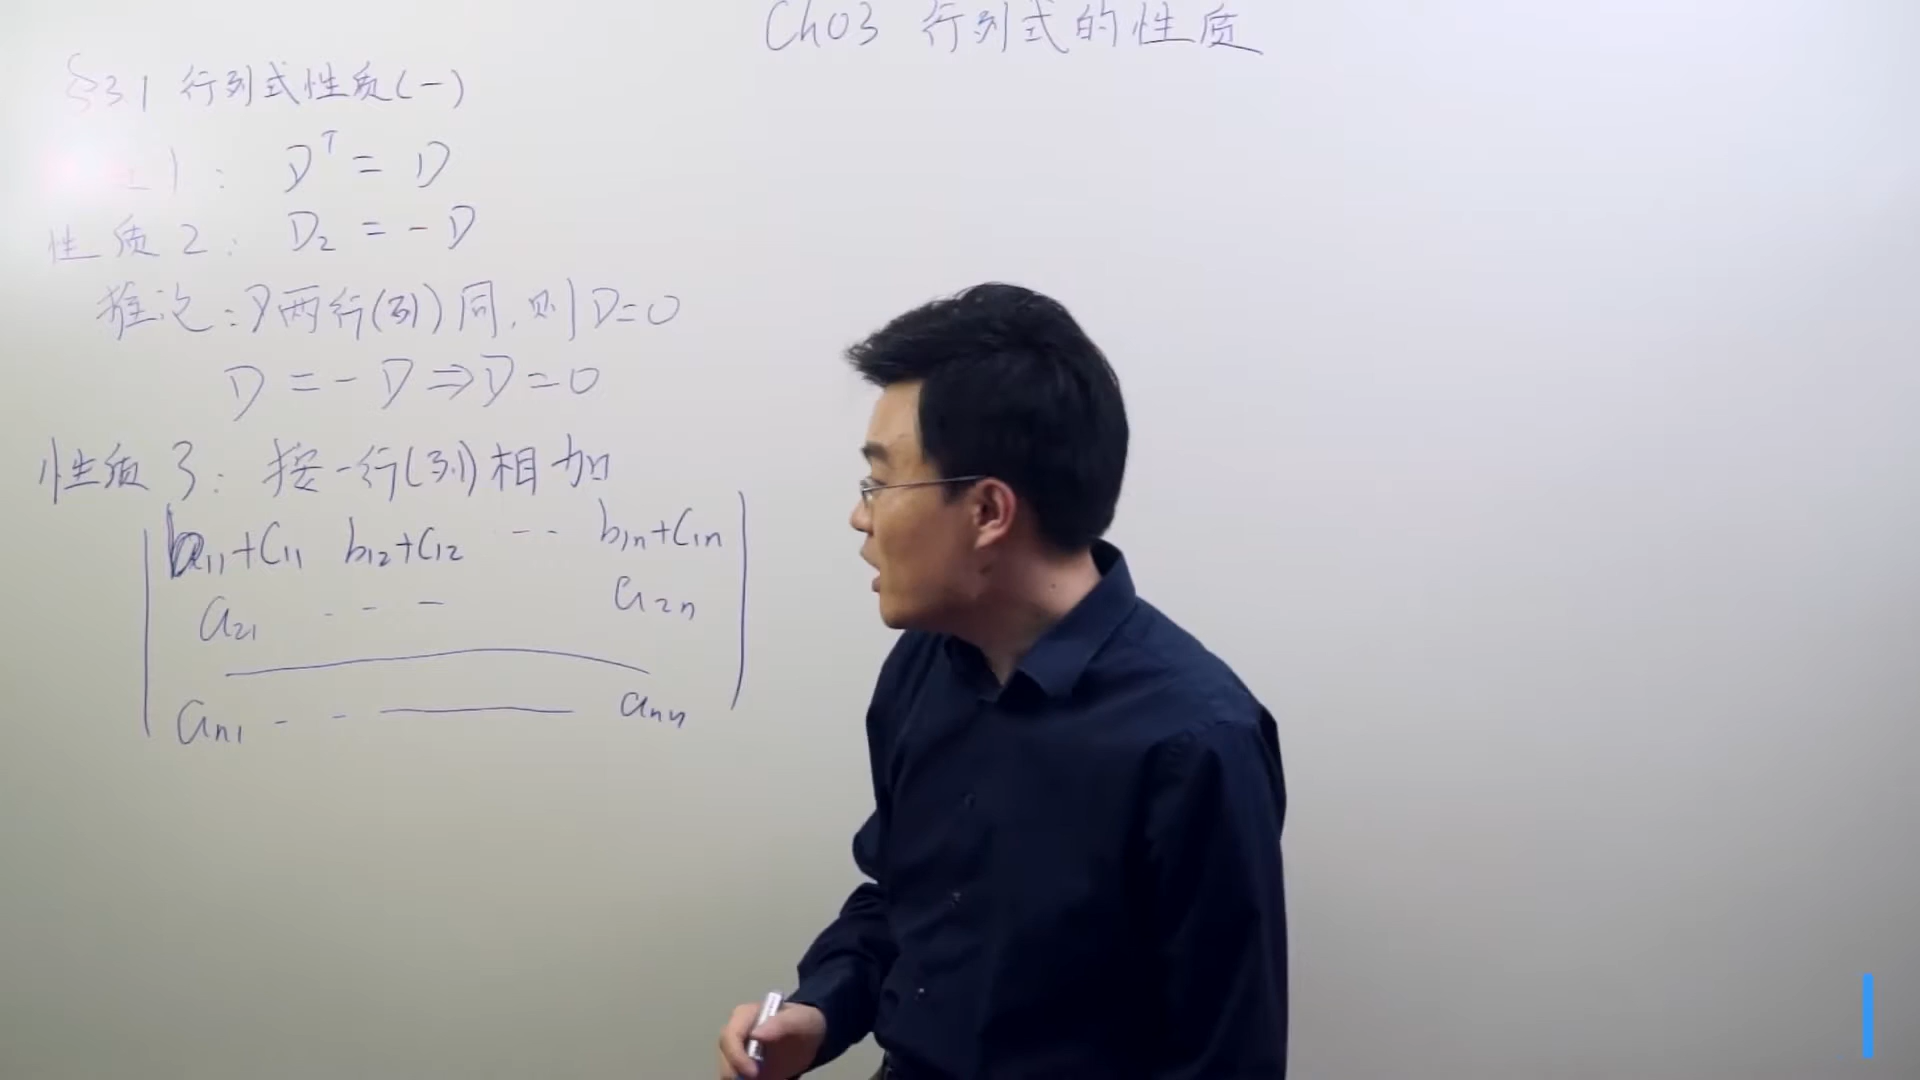 Ch03 行列式的性质
§3.1 行列式性质(一)
1: Dᵀ = D
性质2: D₂ = -D
推论:D两行(列)同,则D=0
D = -D ⇒ D = 0
性质3: 按一行(列)相加
b₁₁+C₁₁ b₁₂+C₁₂ -- b₁ₙ+C₁ₙ
a₂₁ --- a₂ₙ
aₙ₁ -- aₙₙ